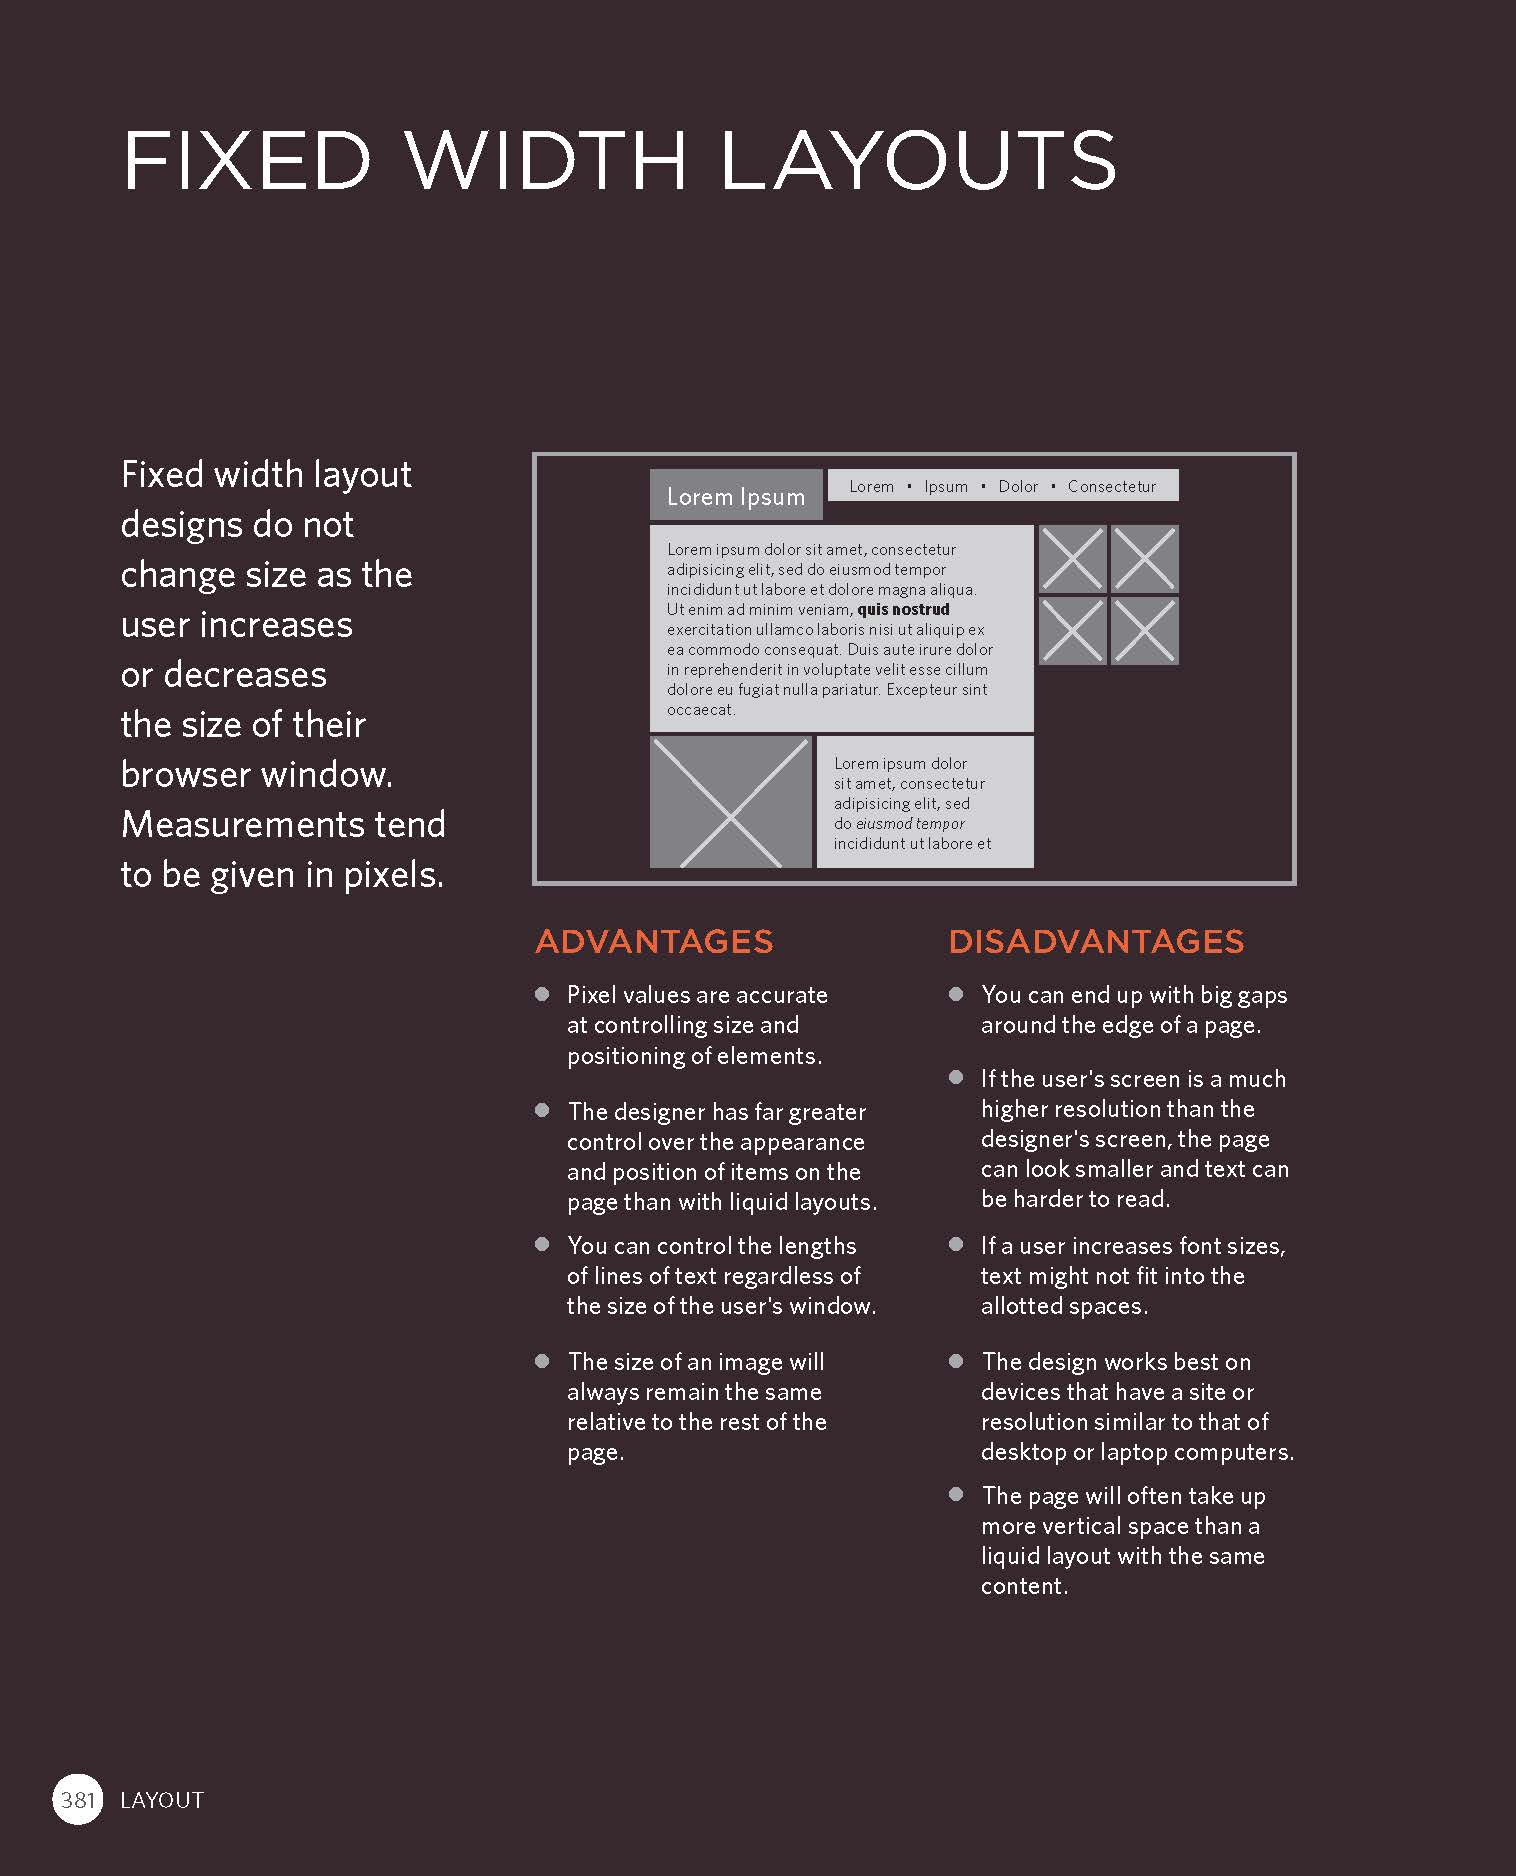 FIXED WIDTH LAYOUTS
Fixed width layout
designs do not
change size as the
user increases
or decreases
the size of their
browser window.
Measurements tend
to be given in pixels.
Lorem Ipsum
Lorem ▪ Ipsum ▪ Dolor ▪ Consectetur
Lorem ipsum dolor sit amet, consectetur
adipisicing elit, sed do eiusmod tempor
incididunt ut labore et dolore magna aliqua.
Ut enim ad minim veniam, quis nostrud
exercitation ullamco laboris nisi ut aliquip ex
ea commodo consequat. Duis aute irure dolor
in reprehenderit in voluptate velit esse cillum
dolore eu fugiat nulla pariatur. Excepteur sint
occaecat.
Lorem ipsum dolor
sit amet, consectetur
adipisicing elit, sed
do eiusmod tempor
incididunt ut labore et
ADVANTAGES
● Pixel values are accurate
at controlling size and
positioning of elements.
● The designer has far greater
control over the appearance
and position of items on the
page than with liquid layouts.
● You can control the lengths
of lines of text regardless of
the size of the user's window.
● The size of an image will
always remain the same
relative to the rest of the
page.
DISADVANTAGES
● You can end up with big gaps
around the edge of a page.
● If the user's screen is a much
higher resolution than the
designer's screen, the page
can look smaller and text can
be harder to read.
● If a user increases font sizes,
text might not fit into the
allotted spaces.
● The design works best on
devices that have a site or
resolution similar to that of
desktop or laptop computers.
● The page will often take up
more vertical space than a
liquid layout with the same
content.
381 LAYOUT